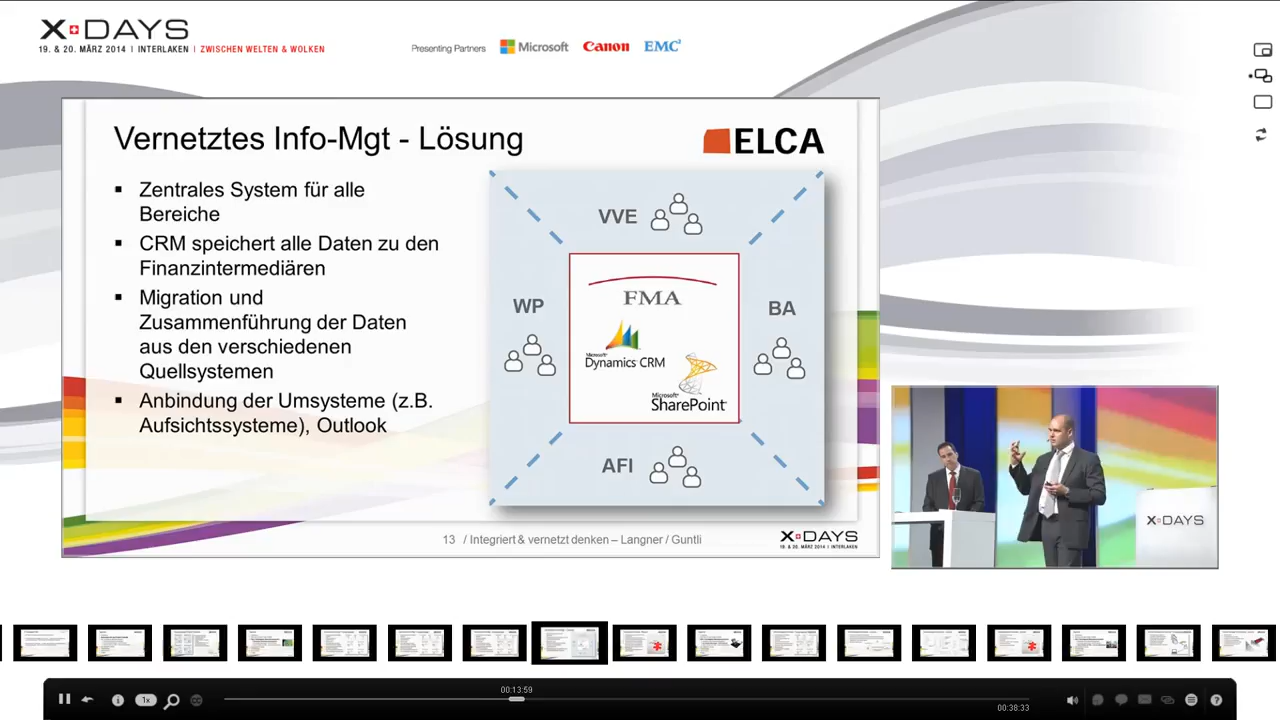 X DAYS
19. & 20. MÄRZ 2014 | INTERLAKEN | ZWISCHEN WELTEN & WOLKEN
Presenting Partners Microsoft Canon EMC²
Vernetztes Info-Mgt - Lösung
ELCA
▪ Zentrales System für alle
Bereiche
▪ CRM speichert alle Daten zu den
Finanzintermediären
▪ Migration und
Zusammenführung der Daten
aus den verschiedenen
Quellsystemen
▪ Anbindung der Umsysteme (z.B.
Aufsichtssysteme), Outlook
VVE
WP
FMA
Microsoft
Dynamics CRM
Microsoft
SharePoint
BA
AFI
13 / Integriert & vernetzt denken – Langner / Guntli
X DAYS
19. & 20. MÄRZ 2014 | INTERLAKEN
X DAYS
1x
00:13:59
00:38:33